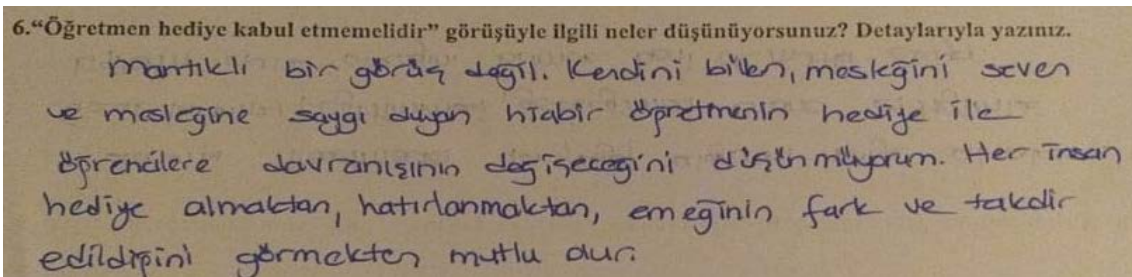 6."Öğretmen hediye kabul etmemelidir" görüşüyle ilgili neler düşünüyorsunuz? Detaylarıyla yazınız.
Mantıklı bir görüş değil. Kendini bilen, mesleğini seven
ve mesleğine saygı duyan hiçbir öğretmenin hediye ile
öğrencilere davranışının değişeceğini düşünmüyorum. Her insan
hediye almaktan, hatırlanmaktan, emeğinin fark ve takdir
edildiğini görmekten mutlu olur.